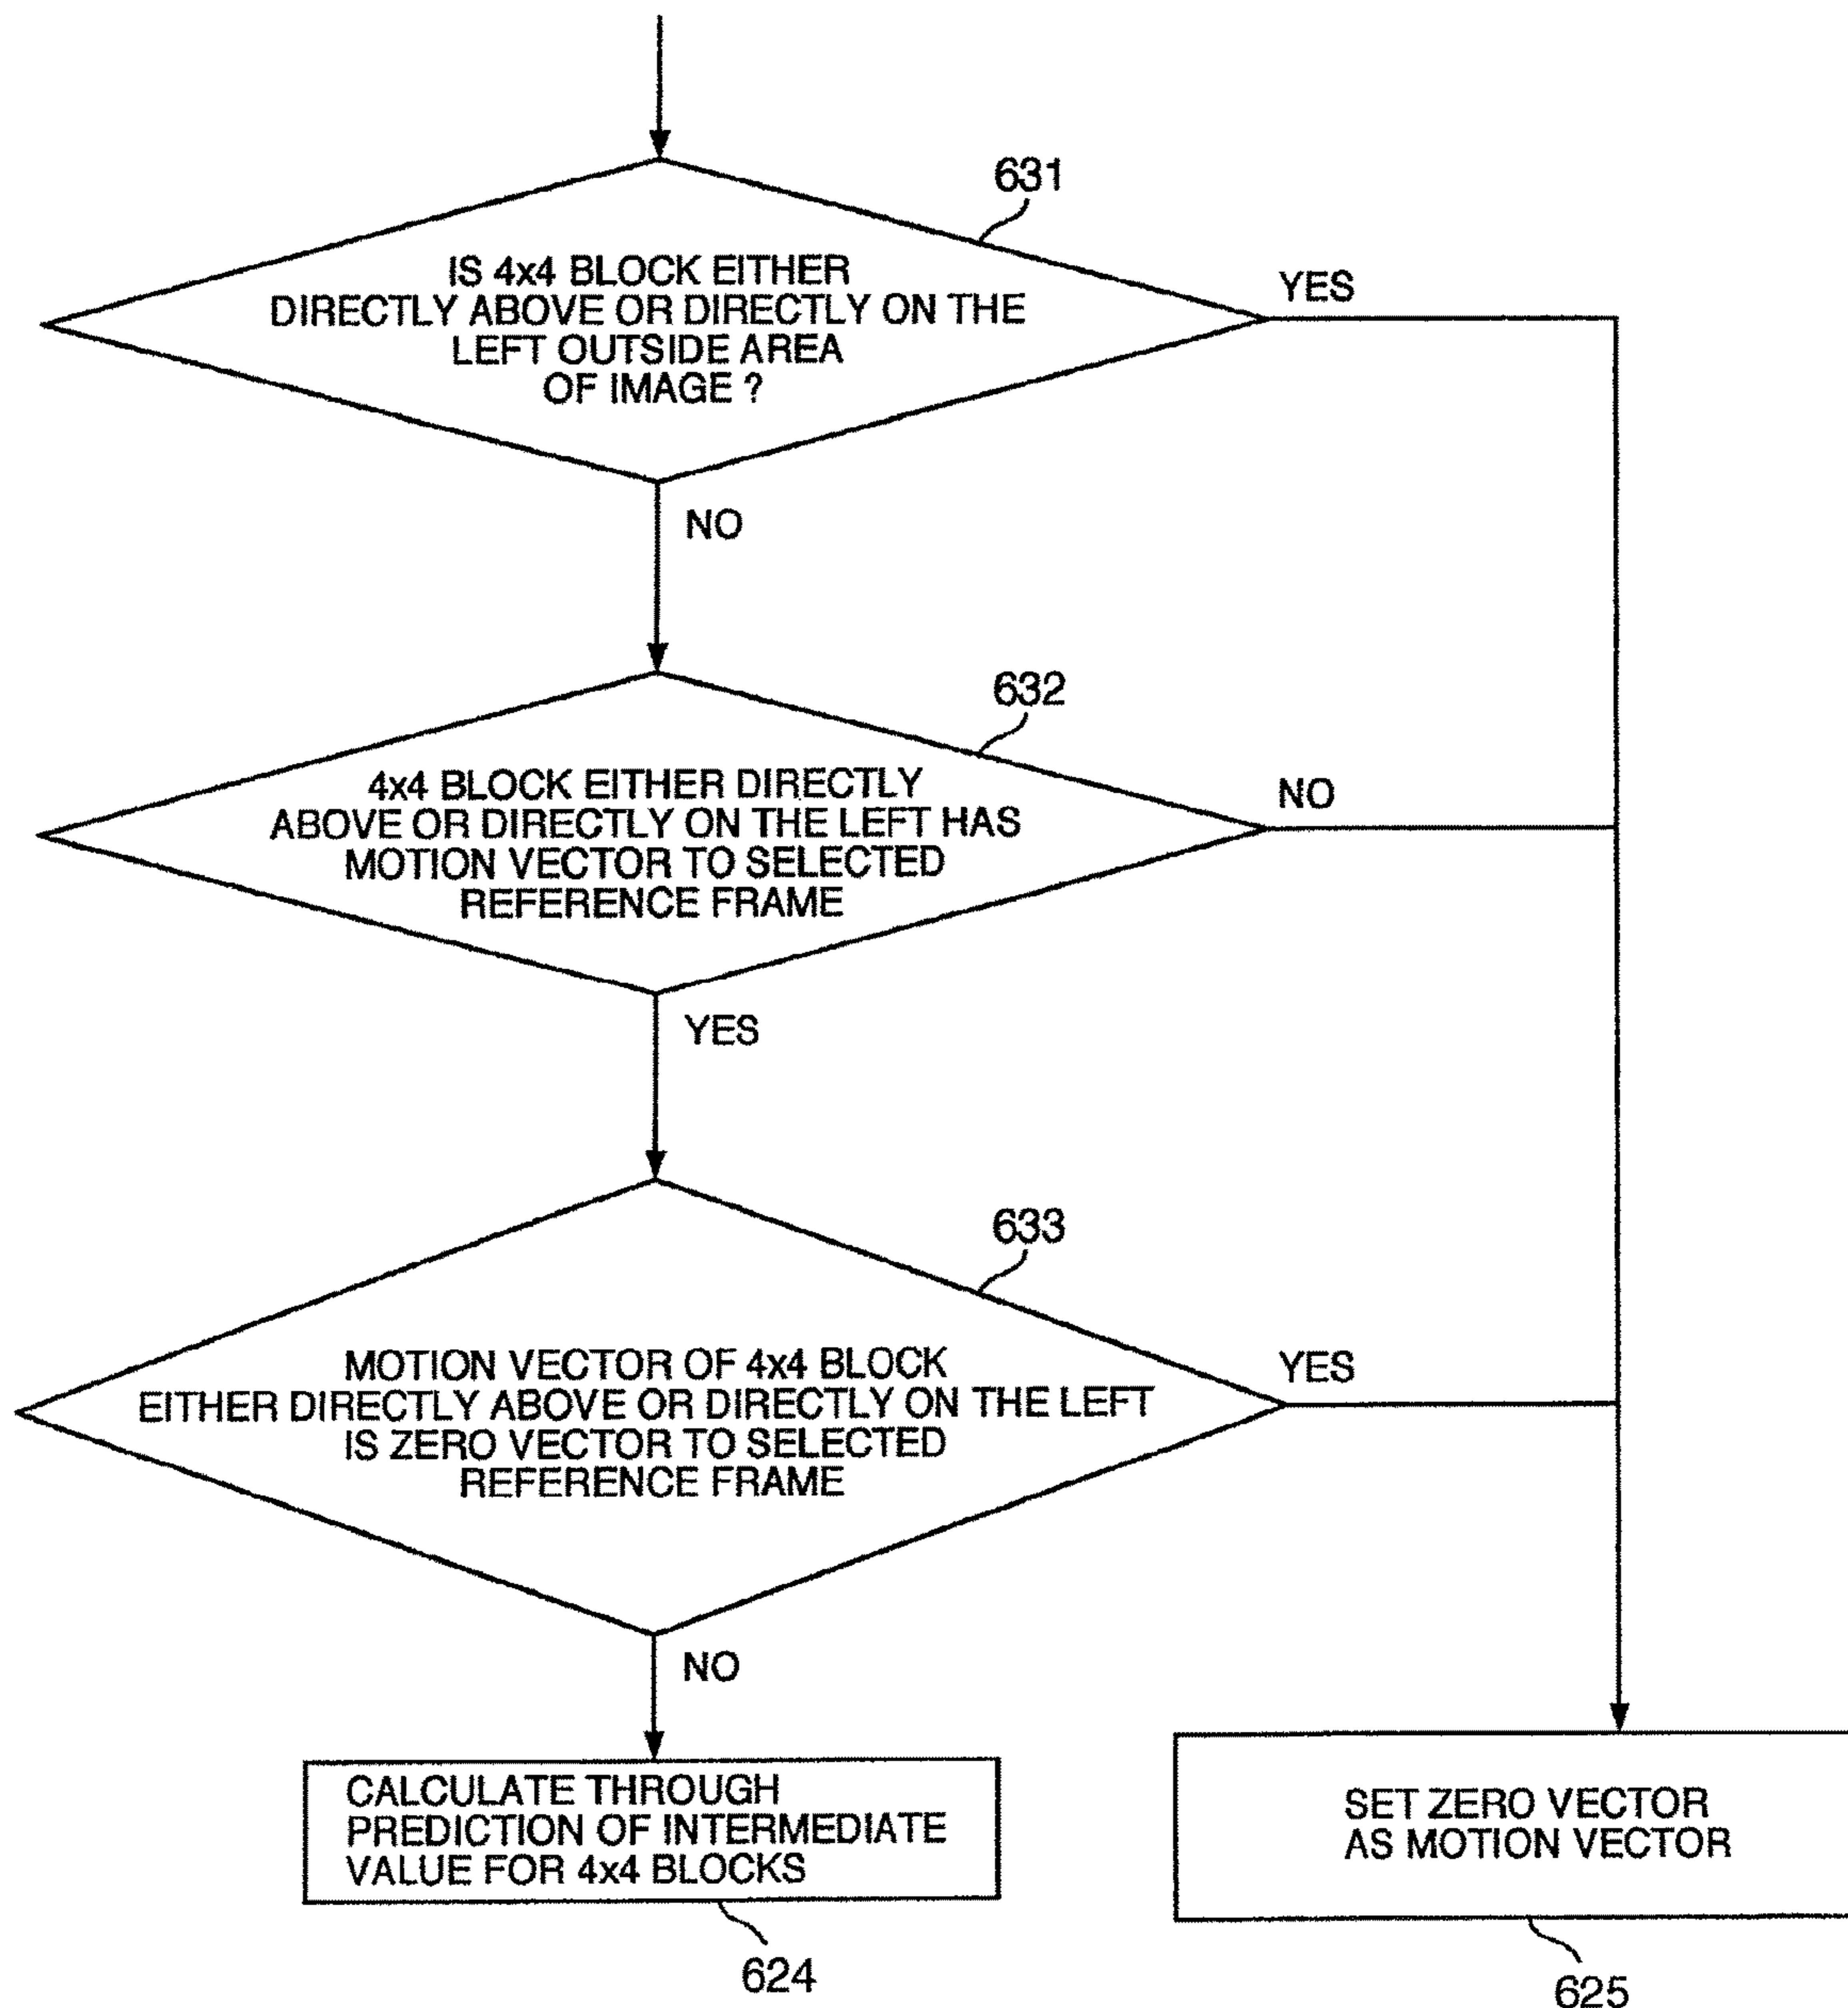 631
IS 4x4 BLOCK EITHER
DIRECTLY ABOVE OR DIRECTLY ON THE
LEFT OUTSIDE AREA
OF IMAGE ?
YES
NO
632
4x4 BLOCK EITHER DIRECTLY
ABOVE OR DIRECTLY ON THE LEFT HAS
MOTION VECTOR TO SELECTED
REFERENCE FRAME
NO
YES
633
MOTION VECTOR OF 4x4 BLOCK
EITHER DIRECTLY ABOVE OR DIRECTLY ON THE LEFT
IS ZERO VECTOR TO SELECTED
REFERENCE FRAME
YES
NO
CALCULATE THROUGH
PREDICTION OF INTERMEDIATE
VALUE FOR 4x4 BLOCKS
624
SET ZERO VECTOR
AS MOTION VECTOR
625